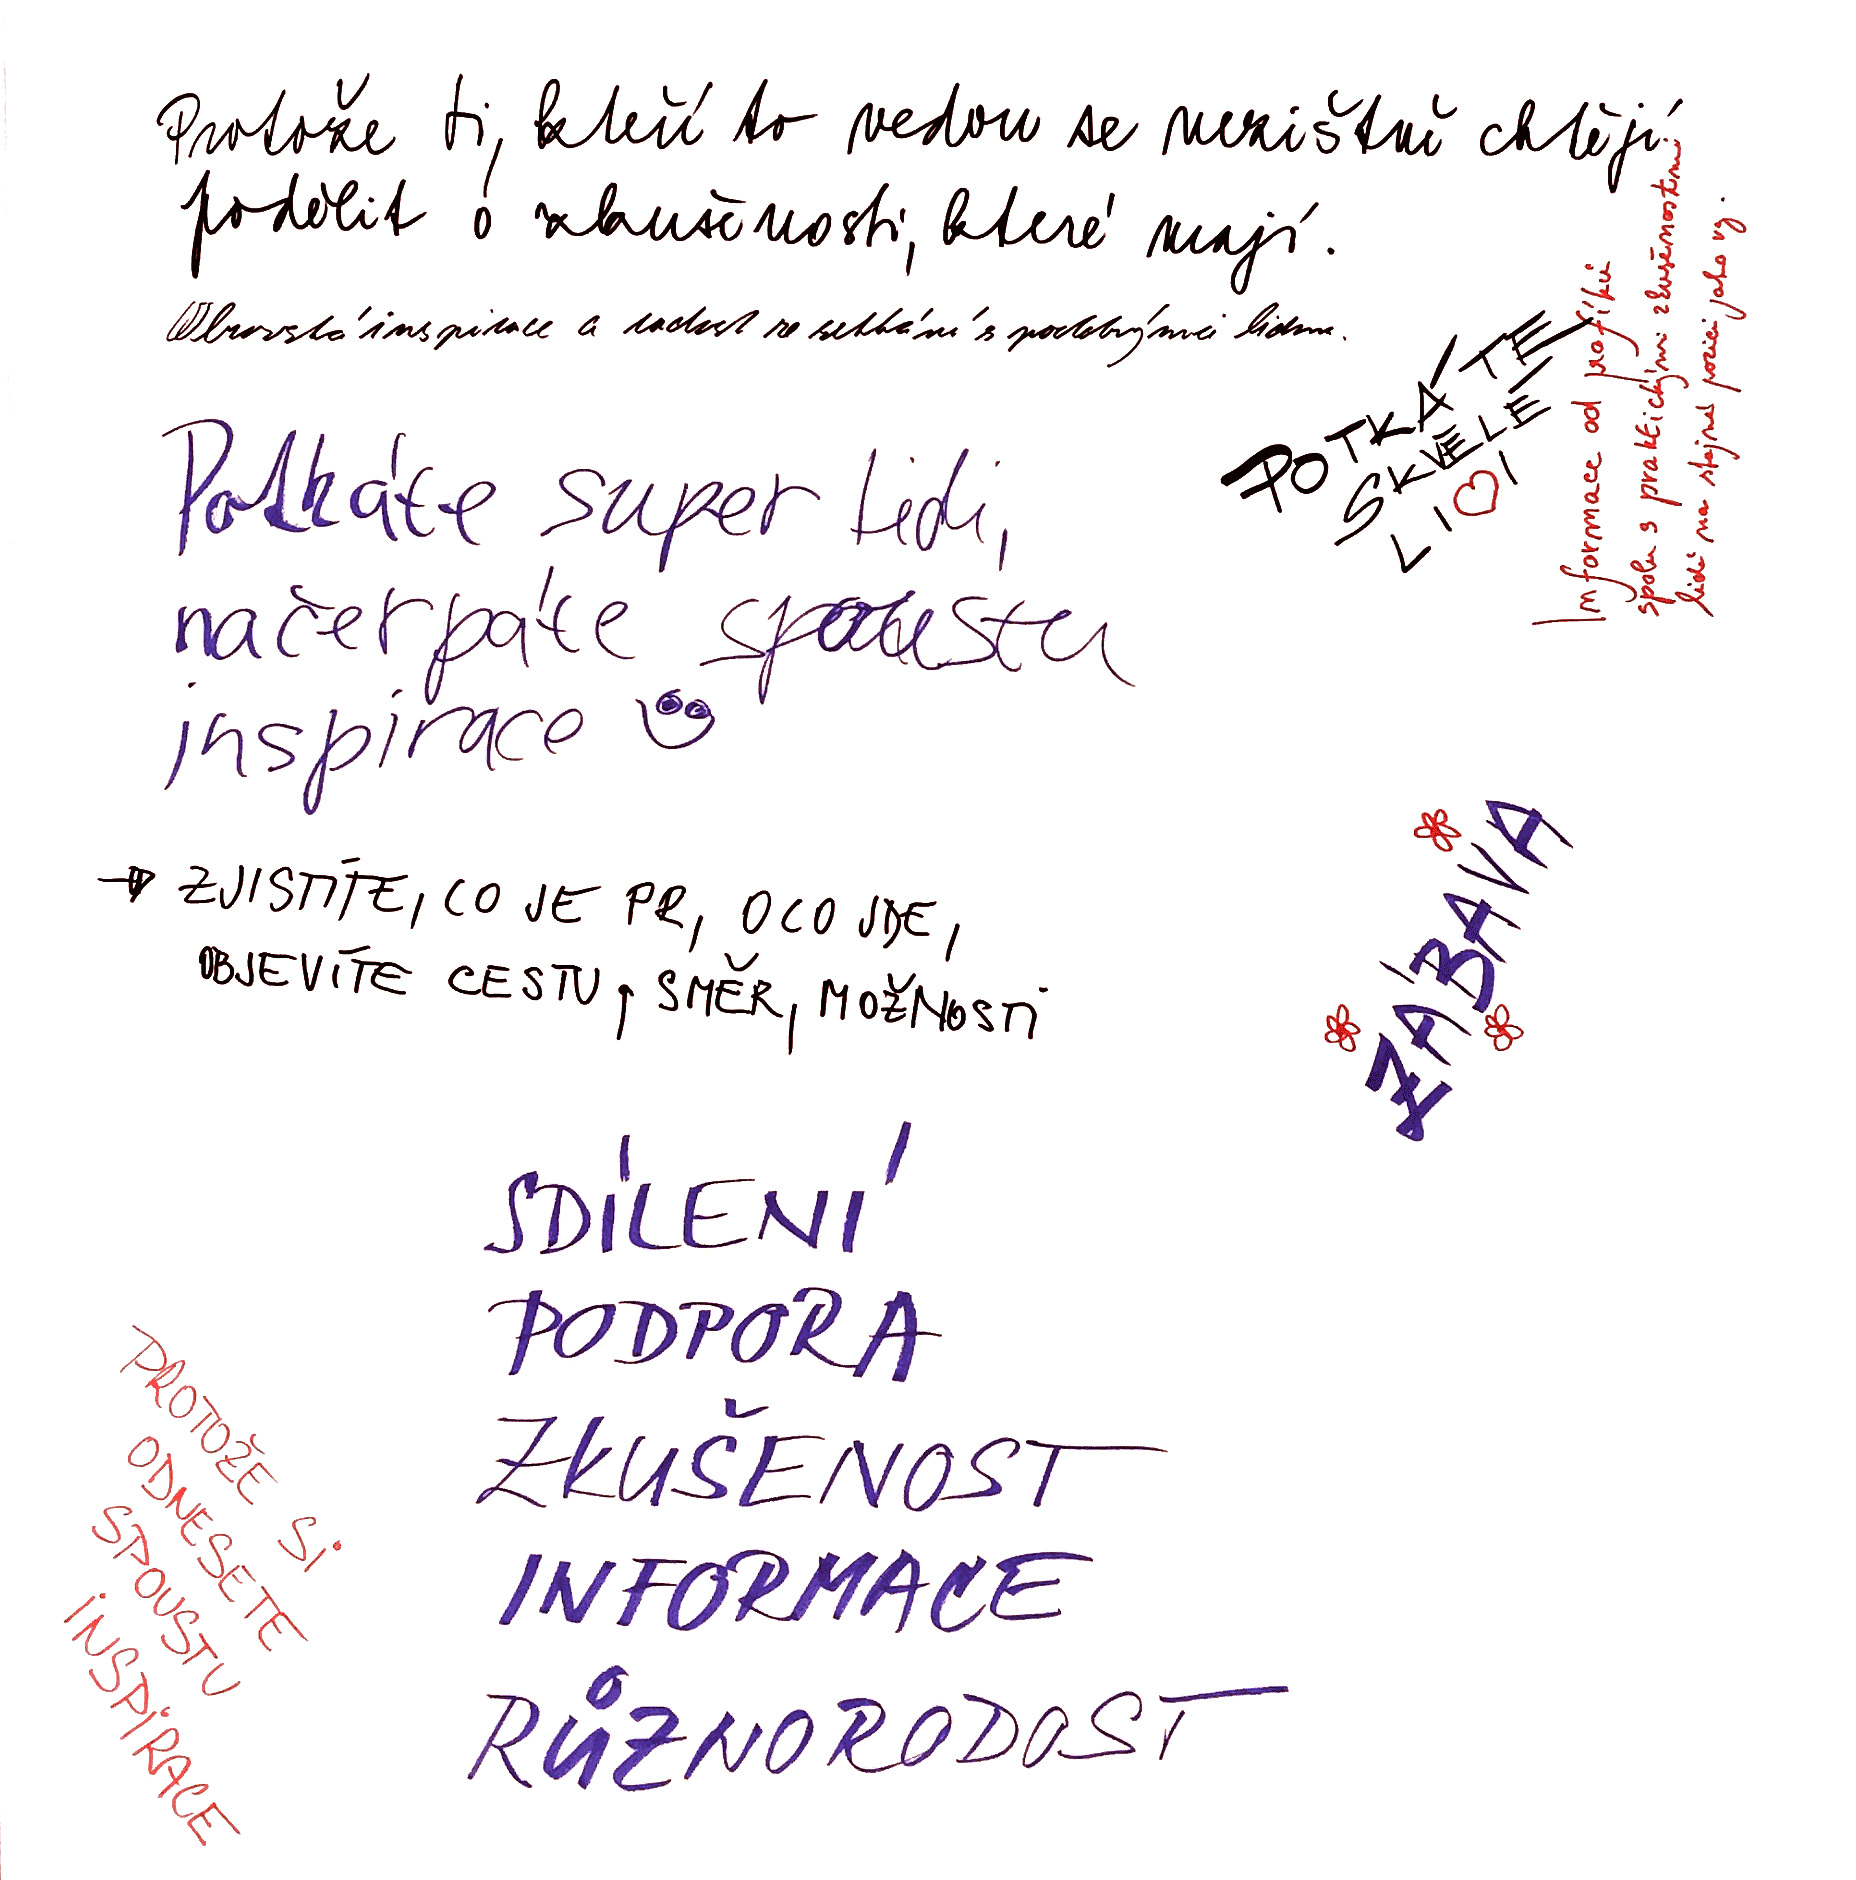 Protože ti, kteří to vedou se nezištně chtějí
podělit o zkušenosti, které mají.
Obrovská inspirace a radost ze setkání s podobnými lidmi.
POTKÁTE
SKVĚLÉ
LI♡I
Informace od profíků
spolu s praktickými zkušenostmi
lidí na stejné pozici jako vy.
Potkáte super lidi,
načerpáte spoustu
inspirace
→ ZJISTÍTE, CO JE PR, O CO JDE,
OBJEVÍTE CESTU, SMĚR, MOŽNOSTI
ZÁBAVA
SDÍLENÍ
PODPORA
ZKUŠENOST
INFORMACE
RŮZNORODOST
PROTOŽE SI
ODNESETE
SPOUSTU
INSPIRACE